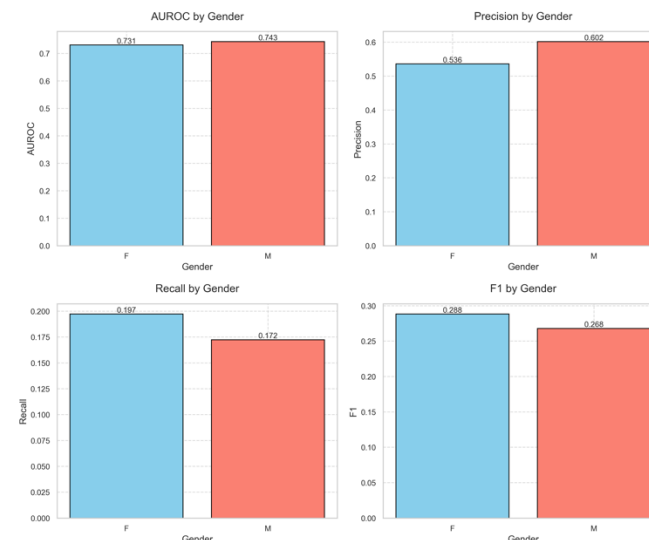 AUROC by Gender
0.731
0.743
0.7
0.6
0.5
0.4
0.3
0.2
0.1
0.0
AUROC
F
M
Gender
Precision by Gender
0.536
0.602
0.6
0.5
0.4
0.3
0.2
0.1
0.0
Precision
F
M
Gender
Recall by Gender
0.197
0.172
0.200
0.175
0.150
0.125
0.100
0.075
0.050
0.025
0.000
Recall
F
M
Gender
F1 by Gender
0.288
0.268
0.30
0.25
0.20
0.15
0.10
0.05
0.00
F1
F
M
Gender